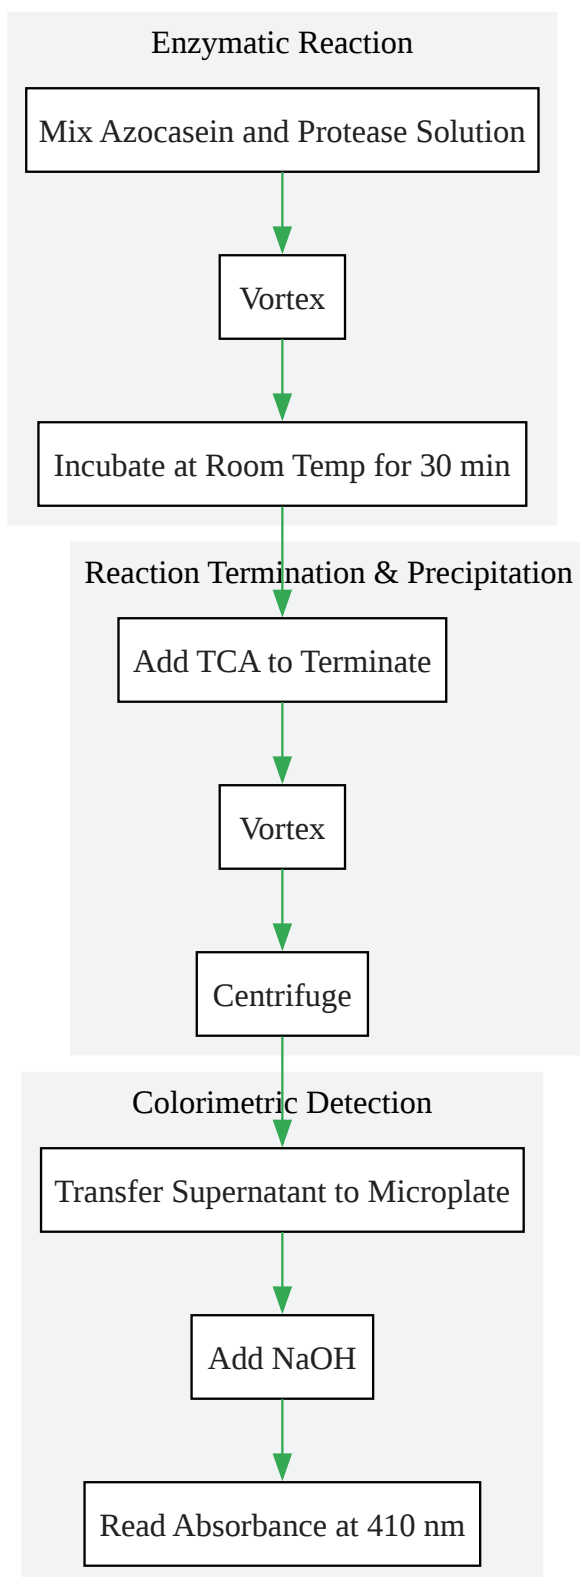 Enzymatic Reaction
Mix Azocasein and Protease Solution
Vortex
Incubate at Room Temp for 30 min
Reaction Termination & Precipitation
Add TCA to Terminate
Vortex
Centrifuge
Colorimetric Detection
Transfer Supernatant to Microplate
Add NaOH
Read Absorbance at 410 nm